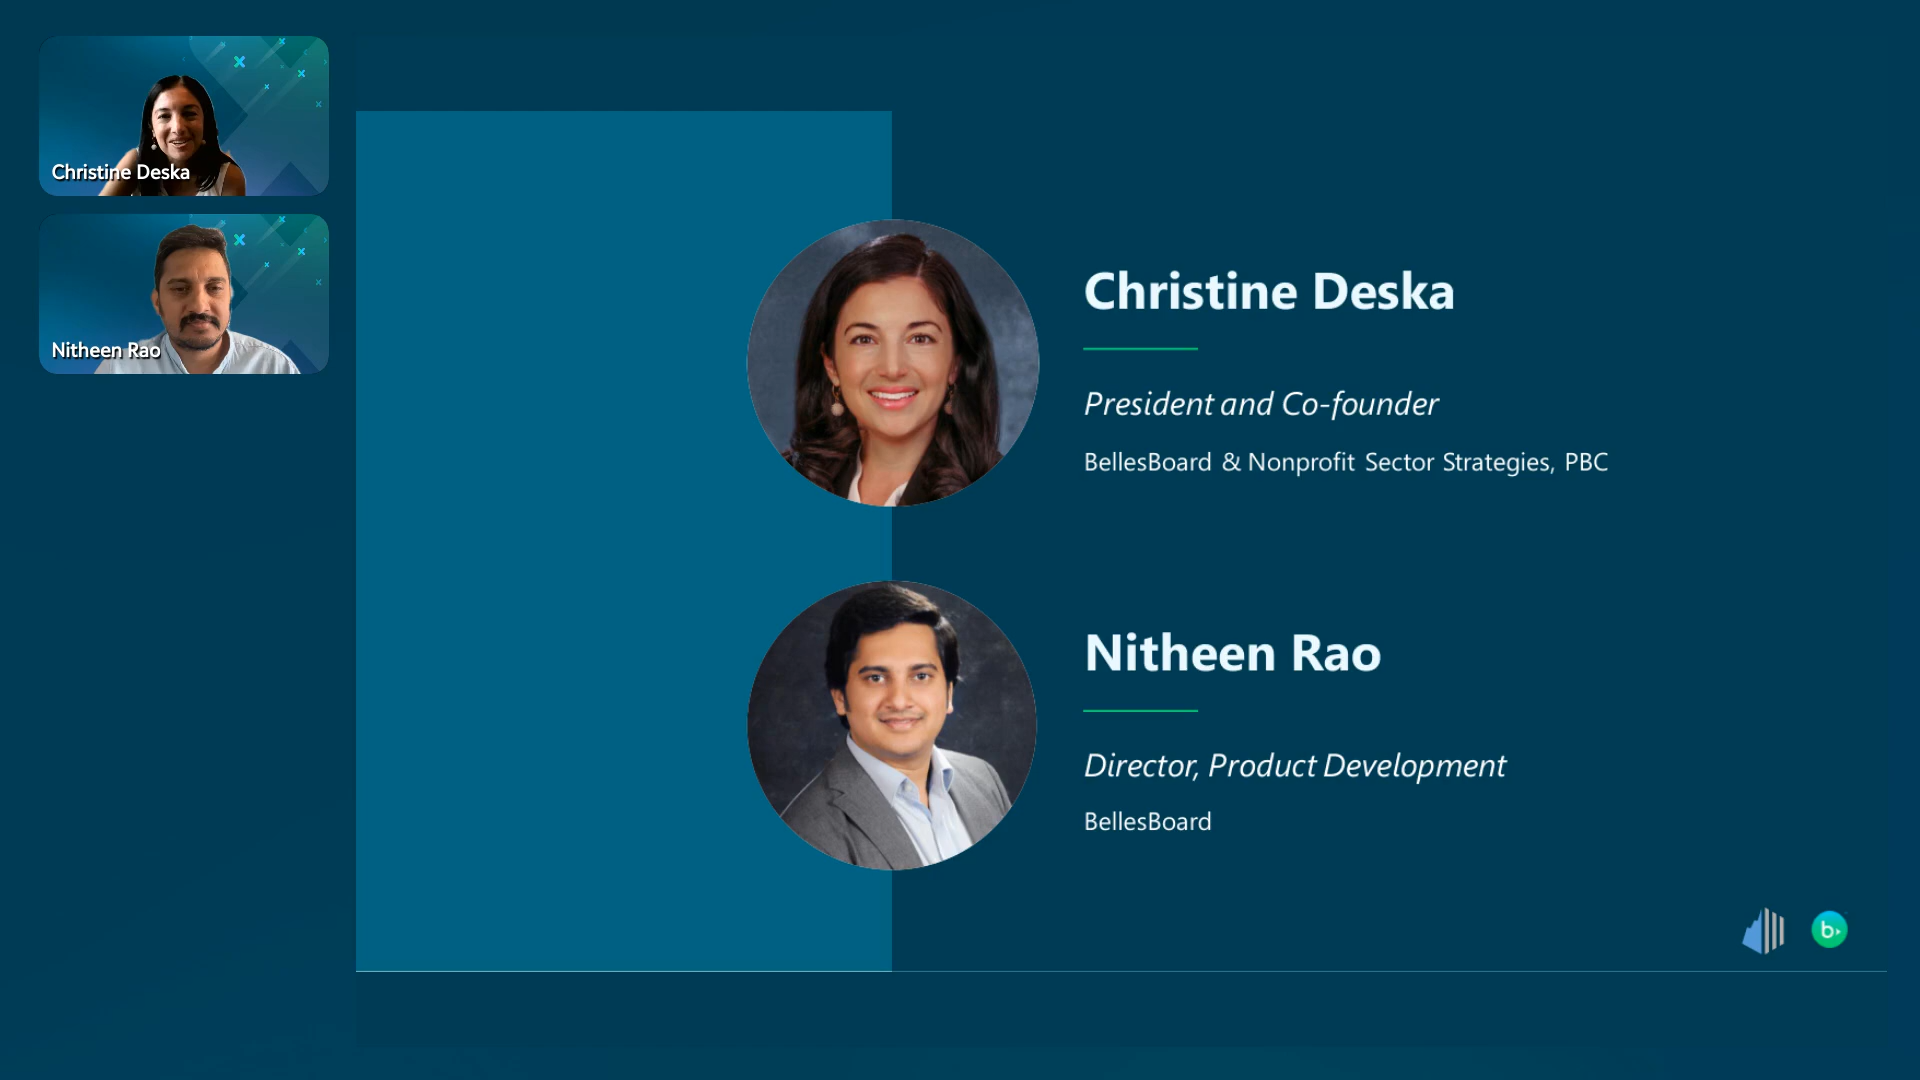 Christine Deska
Nitheen Rao
Christine Deska
President and Co-founder
BellesBoard & Nonprofit Sector Strategies, PBC
Nitheen Rao
Director, Product Development
BellesBoard
b